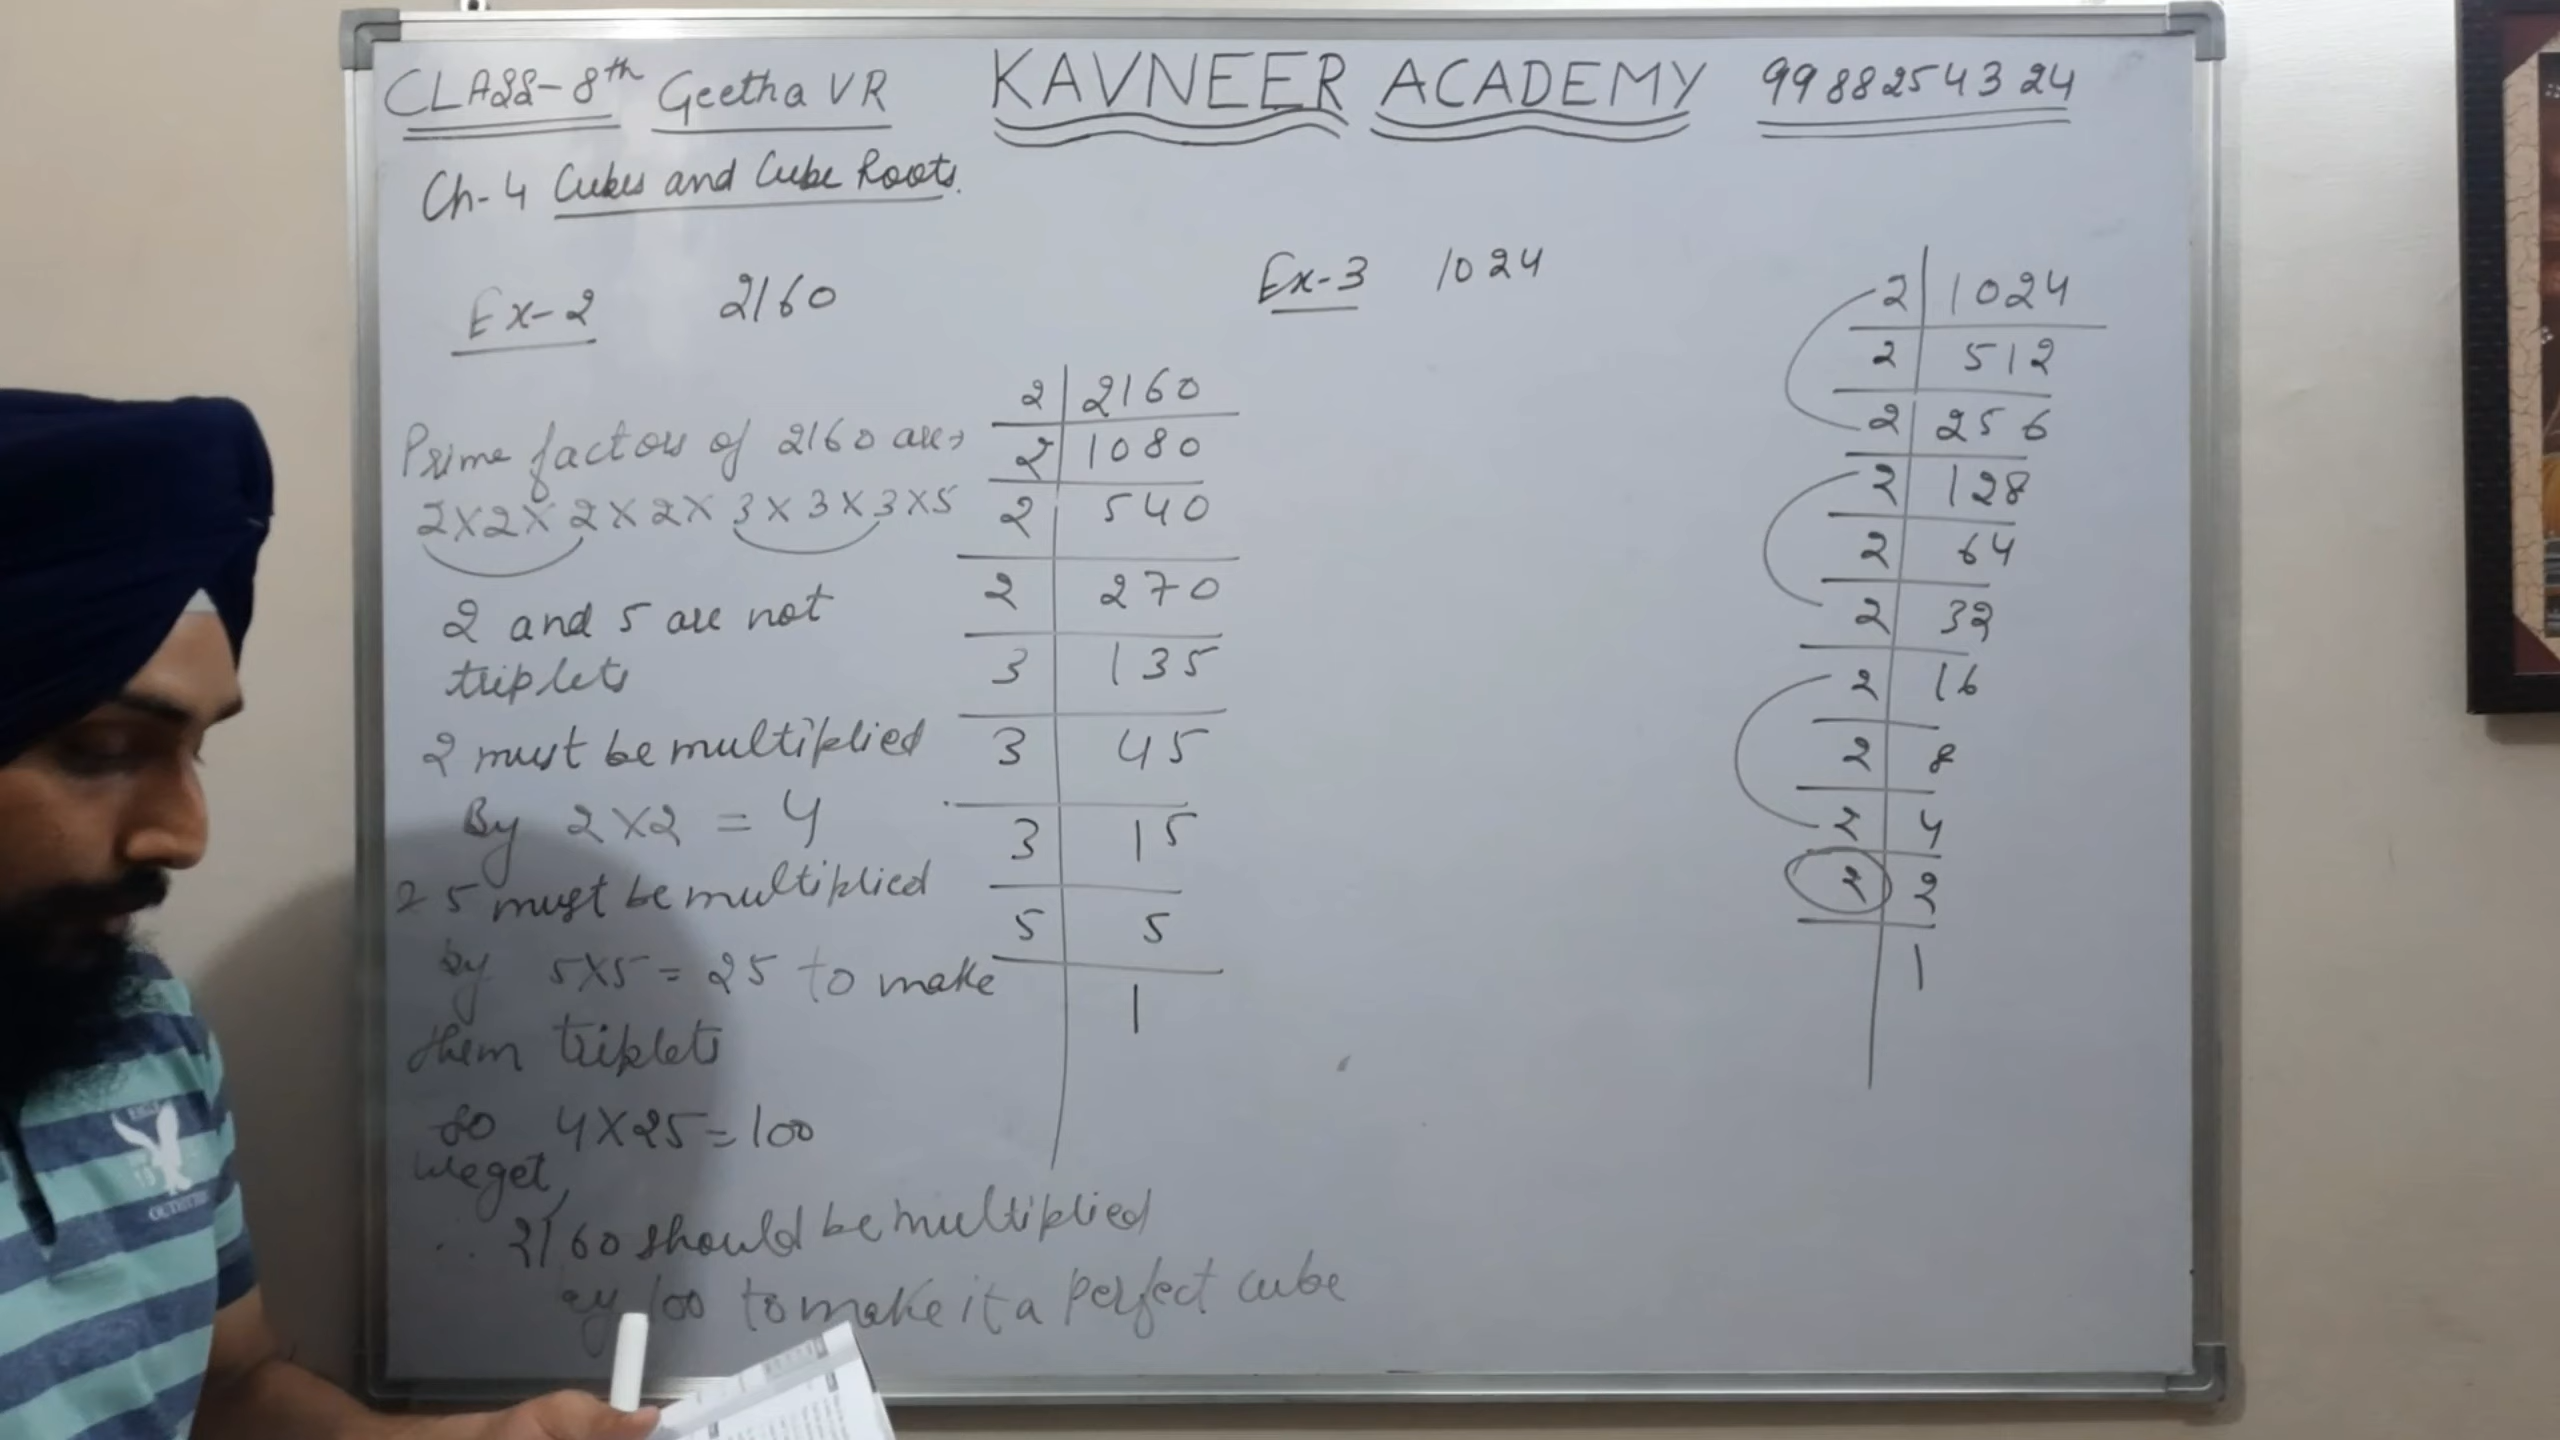 CLASS-8th Geetha VR KAVNEER ACADEMY 9988254324
Ch-4 Cubes and Cube Roots.
Ex-2 2160
Prime factors of 2160 are→
2×2×2×2×3×3×3×5
2 and 5 are not
triplets
2 must be multiplied
By 2×2 = 4
5 must be multiplied
by 5×5 = 25 to make
them triplets
so 4×25=100
we get,
∴ 2160 should be multiplied
by 100 to make it a perfect cube
2 2160
2 1080
2 540
2 270
3 135
3 45
3 15
5 5
1
Ex-3 1024
2 1024
2 512
2 256
2 128
2 64
2 32
2 16
2 8
2 4
2 2
1